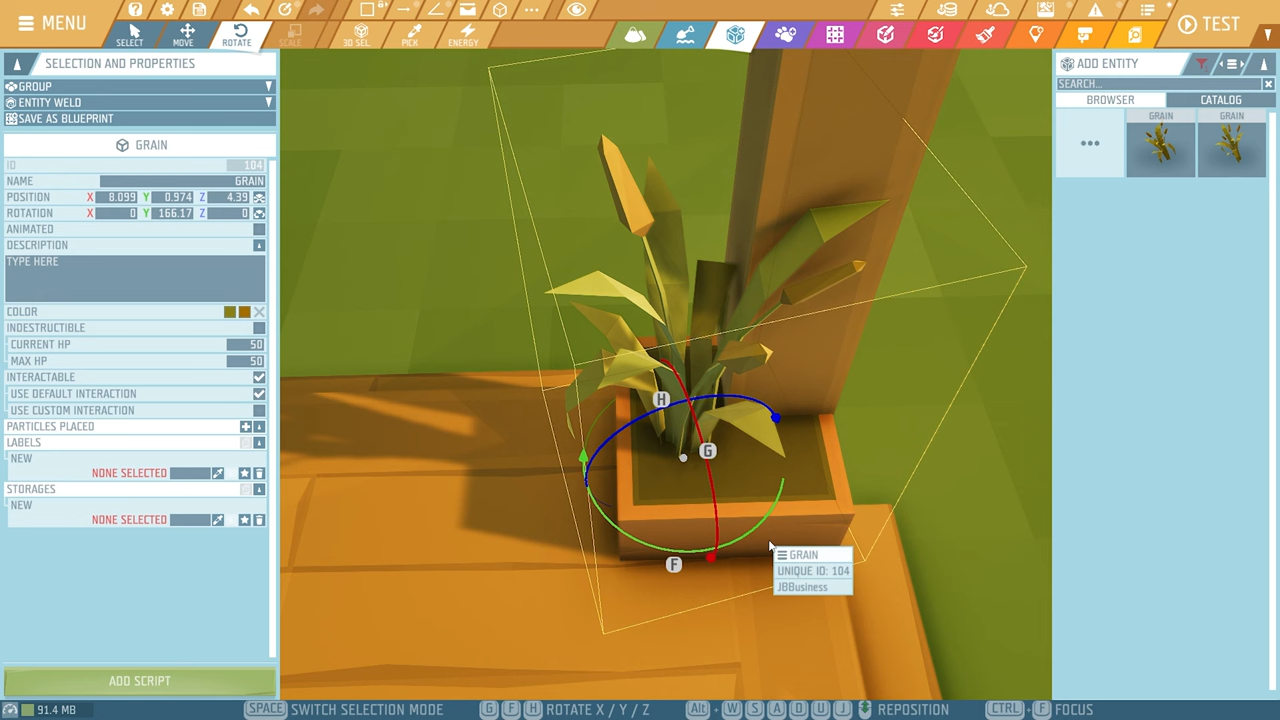 MENU
SELECT
MOVE
ROTATE
SCALE
3D SEL.
PICK
ENERGY
TEST
SELECTION AND PROPERTIES
GROUP
ENTITY WELD
SAVE AS BLUEPRINT
GRAIN
ID 104
NAME GRAIN
POSITION X 8.099 Y 0.974 Z 4.39
ROTATION X 0 Y 166.17 Z 0
ANIMATED
DESCRIPTION
TYPE HERE
COLOR
INDESTRUCTIBLE
CURRENT HP 50
MAX HP 50
INTERACTABLE
USE DEFAULT INTERACTION
USE CUSTOM INTERACTION
PARTICLES PLACED
LABELS
NEW
NONE SELECTED
STORAGES
NEW
NONE SELECTED
ADD SCRIPT
91.4 MB
H
G
F
GRAIN
UNIQUE ID: 104
JBBusiness
ADD ENTITY
SEARCH...
BROWSER CATALOG
GRAIN GRAIN
SPACE SWITCH SELECTION MODE G F H ROTATE X / Y / Z Alt + W S A D U J REPOSITION CTRL + F FOCUS